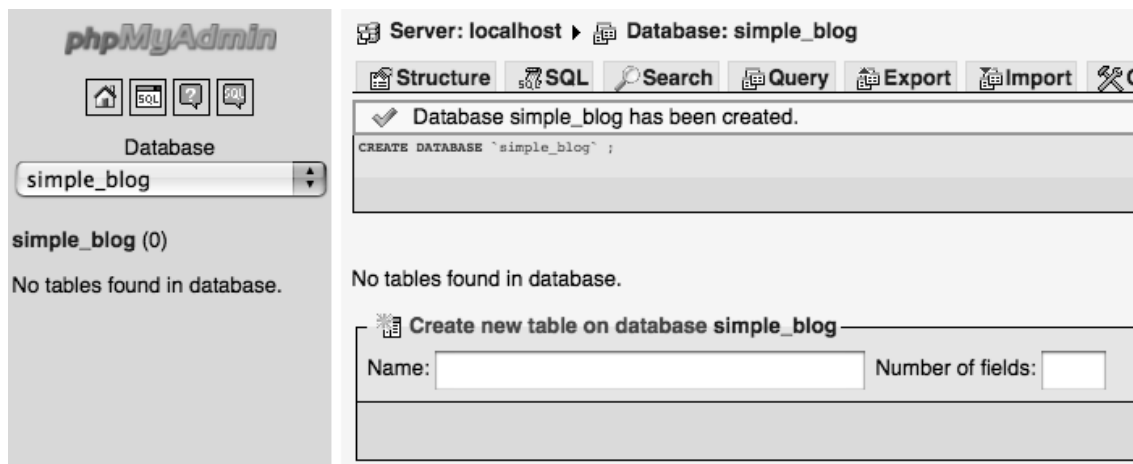 phpMyAdmin
SQL ? SQL
Database
simple_blog
simple_blog (0)
No tables found in database.
Server: localhost Database: simple_blog
Structure SQL Search Query Export Import
Database simple_blog has been created.
CREATE DATABASE `simple_blog` ;
No tables found in database.
Create new table on database simple_blog
Name: Number of fields: